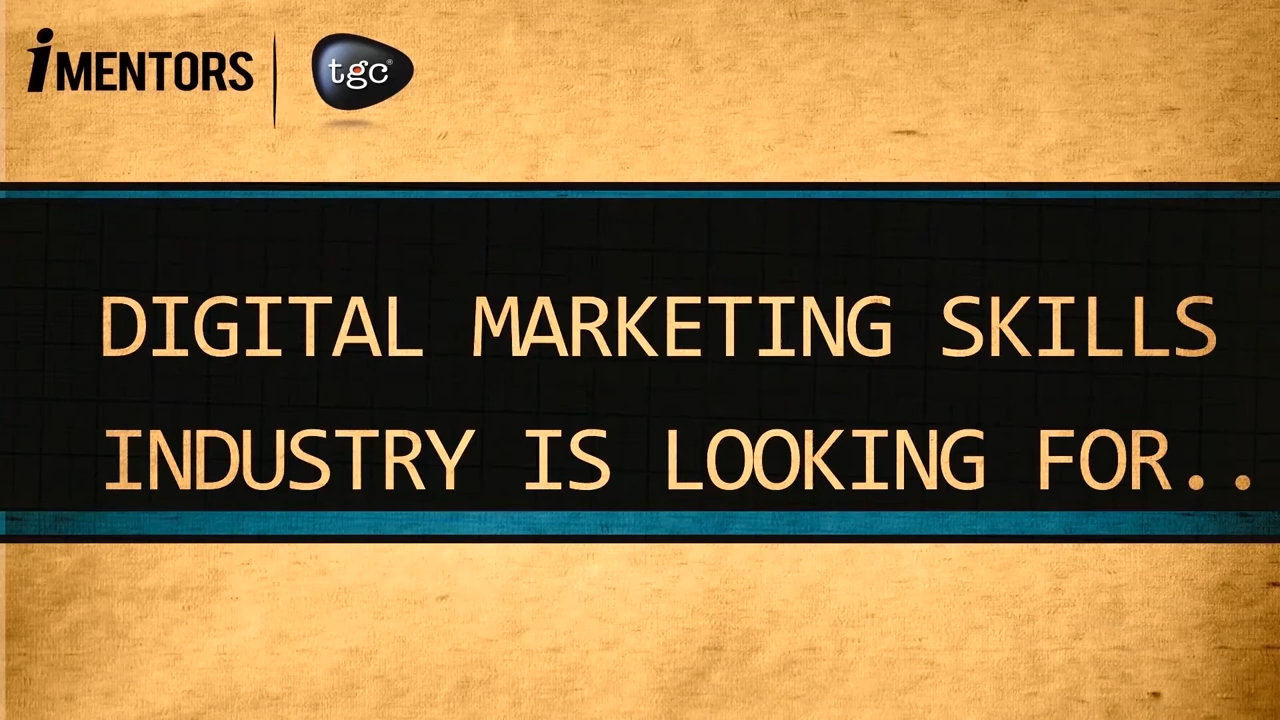 iMENTORS
tgc®
DIGITAL MARKETING SKILLS
INDUSTRY IS LOOKING FOR..